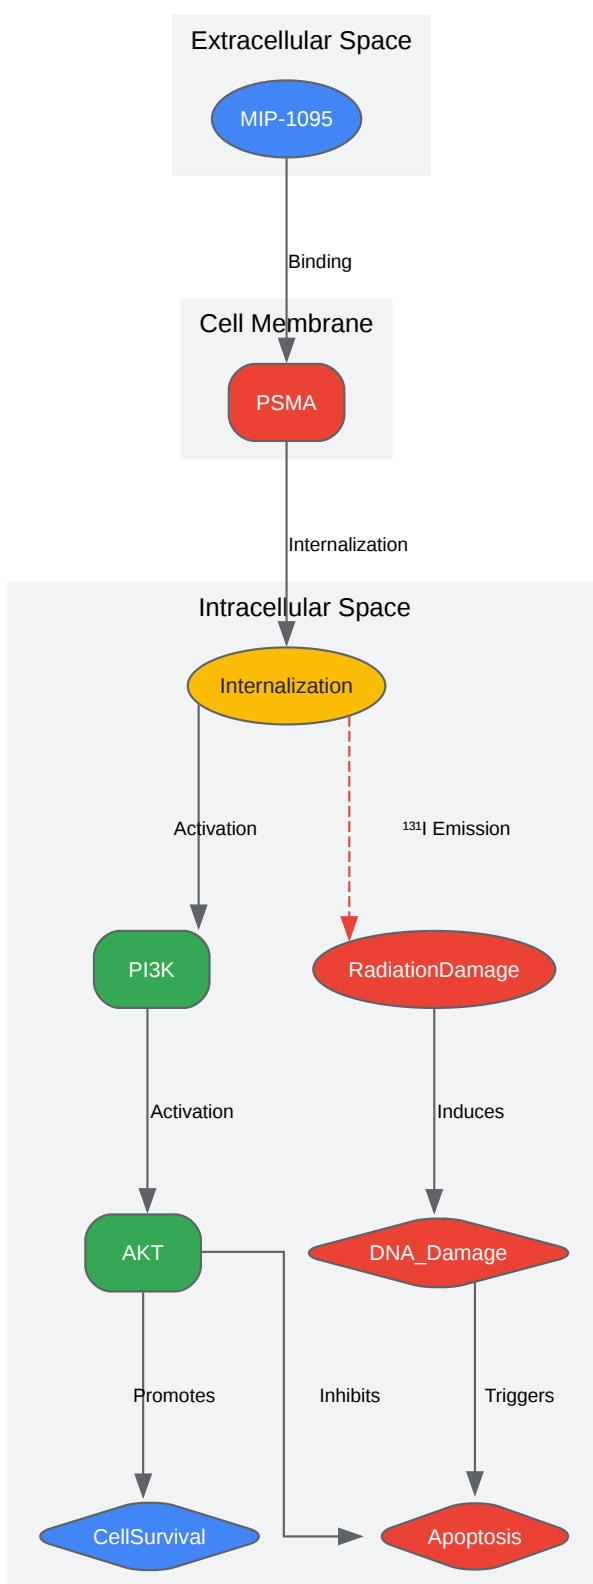 Extracellular Space
MIP-1095
Binding
Cell Membrane
PSMA
Internalization
Intracellular Space
Internalization
Activation
¹³¹I Emission
PI3K
RadiationDamage
Activation
Induces
AKT
DNA_Damage
Promotes
Inhibits
Triggers
CellSurvival
Apoptosis